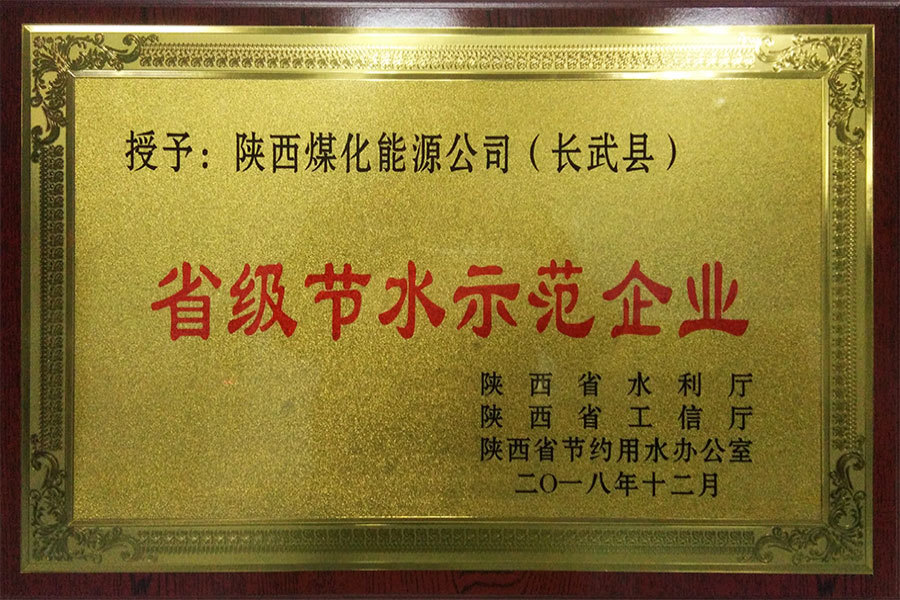 授予：陕西煤化能源公司（长武县）
省级节水示范企业
陕西省水利厅
陕西省工信厅
陕西省节约用水办公室
二〇一八年十二月